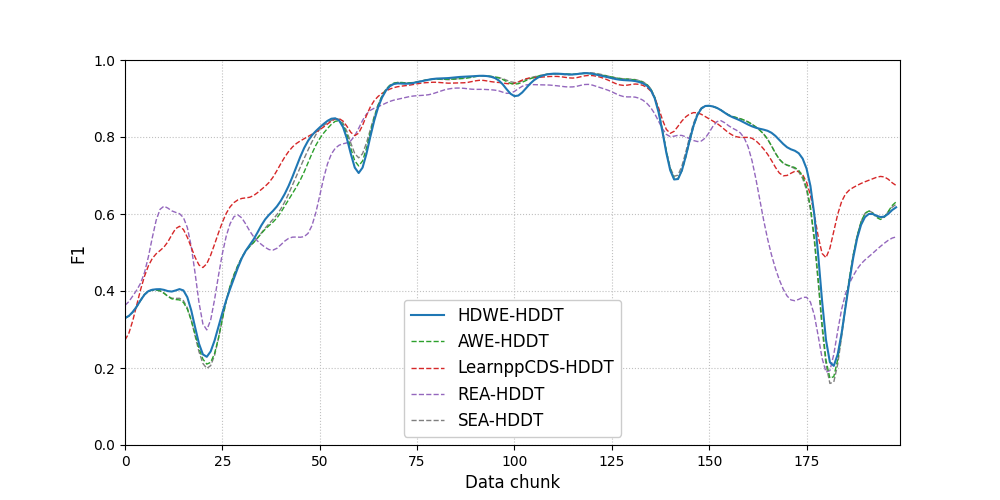 1.0
0.8
0.6
0.4
0.2
0.0
F1
0 25 50 75 100 125 150 175
Data chunk
HDWE-HDDT
AWE-HDDT
LearnppCDS-HDDT
REA-HDDT
SEA-HDDT